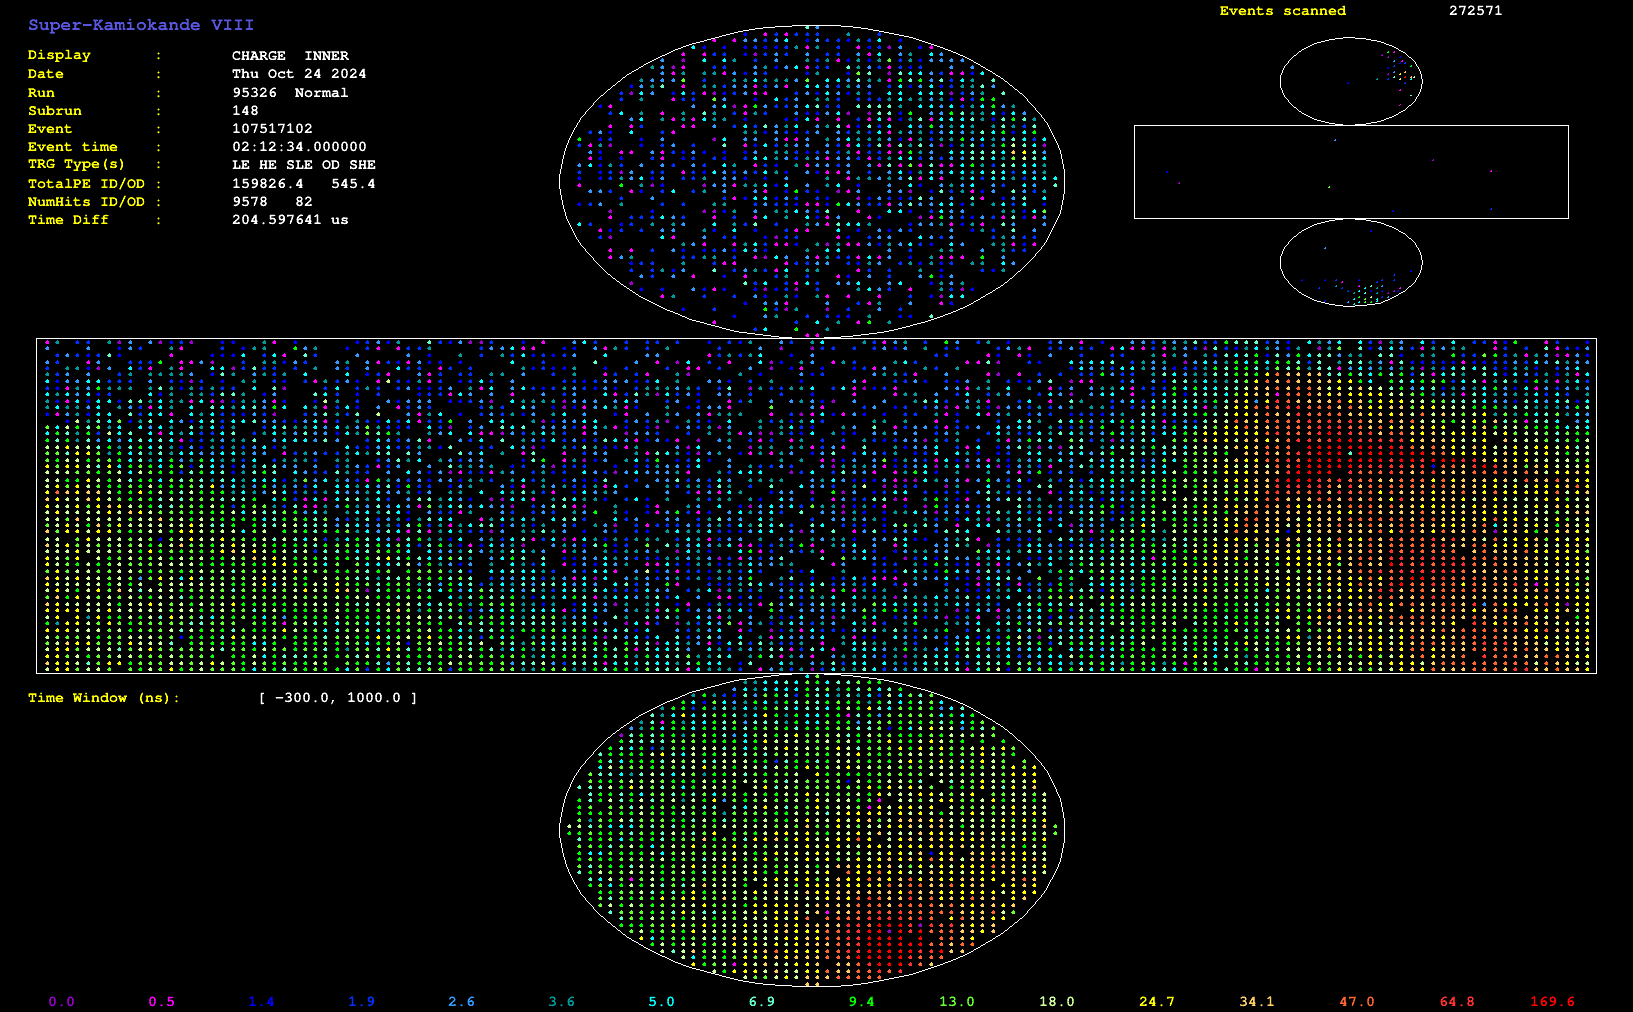 Super-Kamiokande VIII
Events scanned 272571
Display : CHARGE INNER
Date : Thu Oct 24 2024
Run : 95326 Normal
Subrun : 148
Event : 107517102
Event time : 02:12:34.000000
TRG Type(s) : LE HE SLE OD SHE
TotalPE ID/OD : 159826.4 545.4
NumHits ID/OD : 9578 82
Time Diff : 204.597641 us
Time Window (ns): [ −300.0, 1000.0 ]
0.0 0.5 1.4 1.9 2.6 3.6 5.0 6.9 9.4 13.0 18.0 24.7 34.1 47.0 64.8 169.6